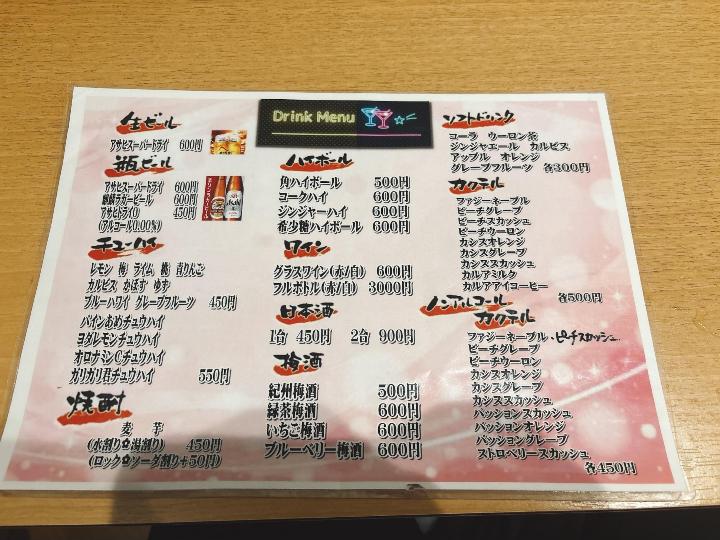 Drink Menu
生ビール
アサヒスーパードライ 600円
瓶ビール
アサヒスーパードライ 600円
麒麟ラガービール 600円
アサヒドライ0 450円
(アルコール0.00%)
チューハイ
レモン 梅 ライム 桃 青りんご
カルピス かぼす ゆず
ブルーハワイ グレープフルーツ 450円
パインあめチュウハイ
ヨダレモンチュウハイ
オロナミンCチュウハイ
ガリガリ君チュウハイ 550円
焼酎
麦 芋
(水割り✿湯割り) 450円
(ロック✿ソーダ割り+50円)
ハイボール
角ハイボール 500円
コークハイ 600円
ジンジャーハイ 600円
希少糖ハイボール 600円
ワイン
グラスワイン(赤/白) 600円
フルボトル(赤/白) 3000円
日本酒
1合 450円 2合 900円
梅酒
紀州梅酒 500円
緑茶梅酒 600円
いちご梅酒 600円
ブルーベリー梅酒 600円
ソフトドリンク
コーラ ウーロン茶
ジンジャエール カルピス
アップル オレンジ
グレープフルーツ 各300円
カクテル
ファジーネーブル
ピーチグレープ
ピーチスカッシュ
ピーチウーロン
カシスオレンジ
カシスグレープ
カシススカッシュ
カルアミルク
カルアアイコーヒー
各500円
ノンアルコール
カクテル
ファジーネーブル・ピーチスカッシュ
ピーチグレープ
ピーチウーロン
カシスオレンジ
カシスグレープ
カシススカッシュ
パッションスカッシュ
パッションオレンジ
パッショングレープ
ストロベリースカッシュ
各450円